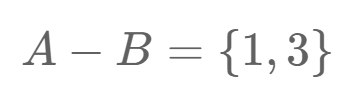 A − B = {1, 3}